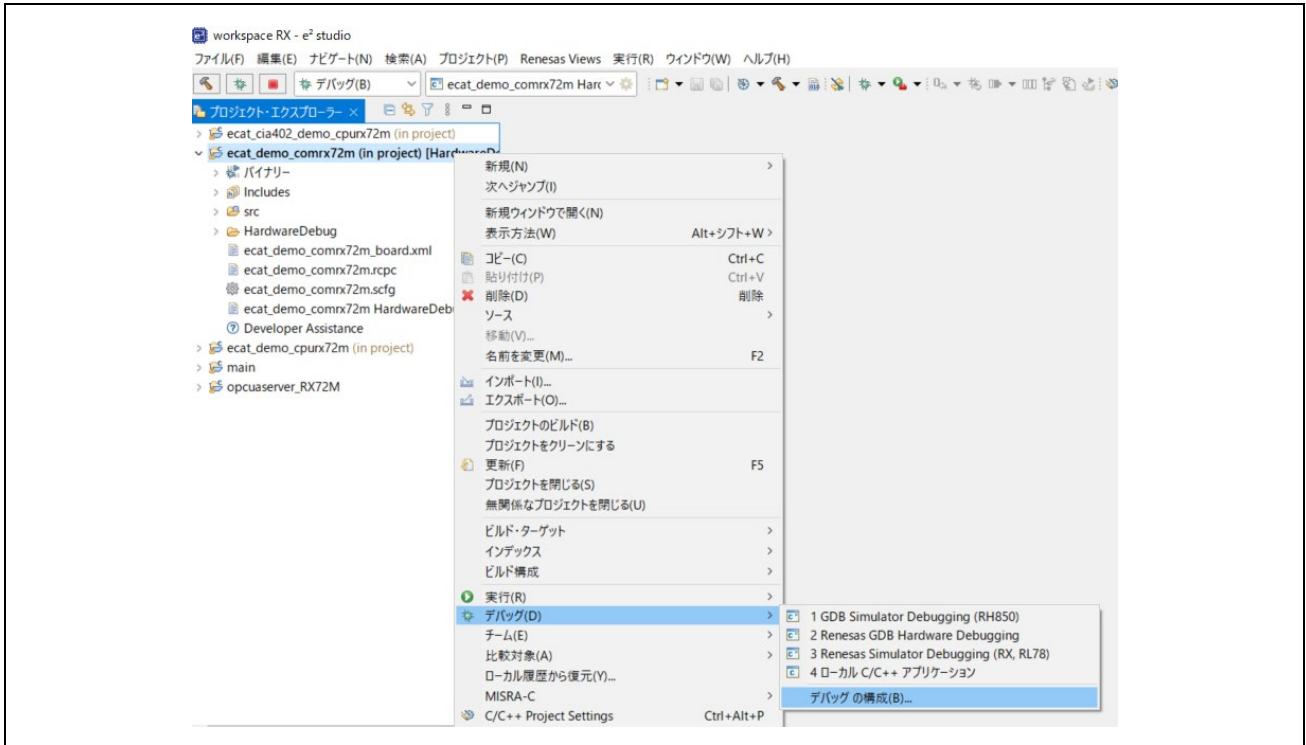 workspace RX - e² studio
ファイル(F) 編集(E) ナビゲート(N) 検索(A) プロジェクト(P) Renesas Views 実行(R) ウィンドウ(W) ヘルプ(H)
デバッグ(B) ecat_demo_comrx72m Harc
プロジェクト・エクスプローラー ×
ecat_cia402_demo_cpurx72m (in project)
ecat_demo_comrx72m (in project) [HardwareDe
バイナリー
Includes
src
HardwareDebug
ecat_demo_comrx72m_board.xml
ecat_demo_comrx72m.rcpc
ecat_demo_comrx72m.scfg
ecat_demo_comrx72m HardwareDeb
Developer Assistance
ecat_demo_cpurx72m (in project)
main
opcuaserver_RX72M
新規(N)
次へジャンプ(I)
新規ウィンドウで開く(N)
表示方法(W) Alt+シフト+W
コピー(C) Ctrl+C
貼り付け(P) Ctrl+V
削除(D) 削除
ソース
移動(V)...
名前を変更(M)... F2
インポート(I)...
エクスポート(O)...
プロジェクトのビルド(B)
プロジェクトをクリーンにする
更新(F) F5
プロジェクトを閉じる(S)
無関係なプロジェクトを閉じる(U)
ビルド・ターゲット
インデックス
ビルド構成
実行(R)
デバッグ(D)
チーム(E)
比較対象(A)
ローカル履歴から復元(Y)...
MISRA-C
C/C++ Project Settings Ctrl+Alt+P
1 GDB Simulator Debugging (RH850)
2 Renesas GDB Hardware Debugging
3 Renesas Simulator Debugging (RX, RL78)
4 ローカル C/C++ アプリケーション
デバッグ の構成(B)...